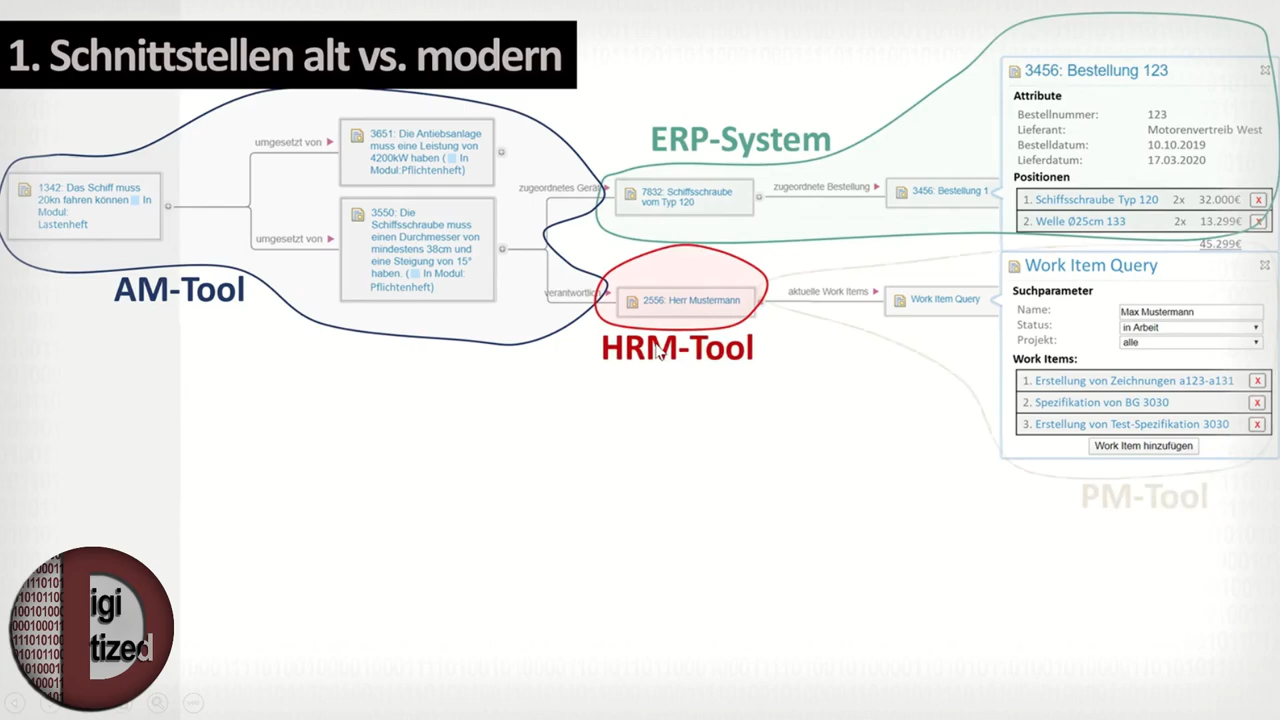 1. Schnittstellen alt vs. modern
1342: Das Schiff muss
20kn fahren können In
Modul:
Lastenheft
AM-Tool
umgesetzt von
3651: Die Antiebsanlage
muss eine Leistung von
4200kW haben ( In
Modul:Pflichtenheft)
umgesetzt von
3550: Die
Schiffsschraube muss
einen Durchmesser von
mindestens 38cm und
eine Steigung von 15°
haben. ( In Modul:
Pflichtenheft)
ERP-System
zugeordnetes Gerät
7832: Schiffsschraube
vom Typ 120
zugeordnete Bestellung
3456: Bestellung 1
verantwortlich
2556: Herr Mustermann
HRM-Tool
aktuelle Work Items
Work Item Query
3456: Bestellung 123
Attribute
Bestellnummer: 123
Lieferant: Motorenvertreib West
Bestelldatum: 10.10.2019
Lieferdatum: 17.03.2020
Positionen
1. Schiffsschraube Typ 120 2x 32.000€ X
2. Welle Ø25cm 133 2x 13.299€ X
45.299€
Work Item Query
Suchparameter
Name: Max Mustermann
Status: in Arbeit
Projekt: alle
Work Items:
1. Erstellung von Zeichnungen a123-a131 X
2. Spezifikation von BG 3030 X
3. Erstellung von Test-Spezifikation 3030 X
Work Item hinzufügen
PM-Tool
Digi
tized